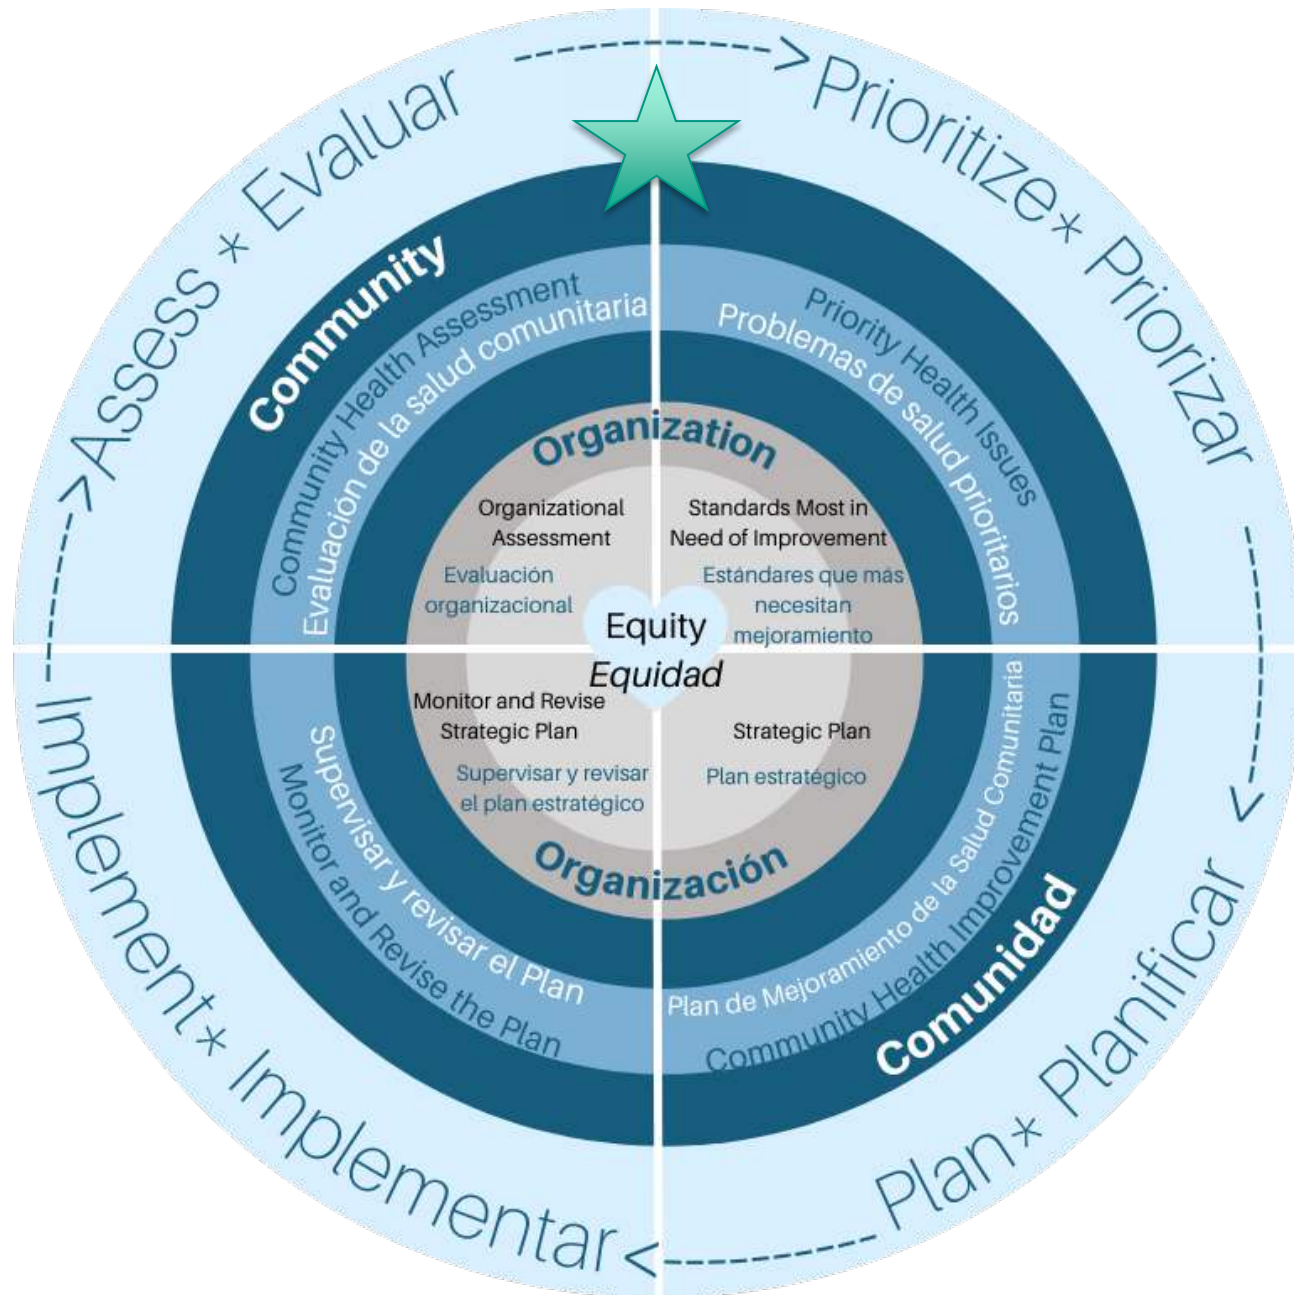 Assess * Evaluar
Prioritize * Priorizar
Plan * Planificar
Implement * Implementar
Community
Community Health Assessment
Evaluación de la salud comunitaria
Priority Health Issues
Problemas de salud prioritarios
Comunidad
Plan de Mejoramiento de la Salud Comunitaria
Community Health Improvement Plan
Supervisar y revisar el Plan
Monitor and Revise the Plan
Organization
Organizational
Assessment
Evaluación
organizacional
Standards Most in
Need of Improvement
Estándares que más
necesitan
mejoramiento
Equity
Equidad
Monitor and Revise
Strategic Plan
Supervisar y revisar
el plan estratégico
Strategic Plan
Plan estratégico
Organización